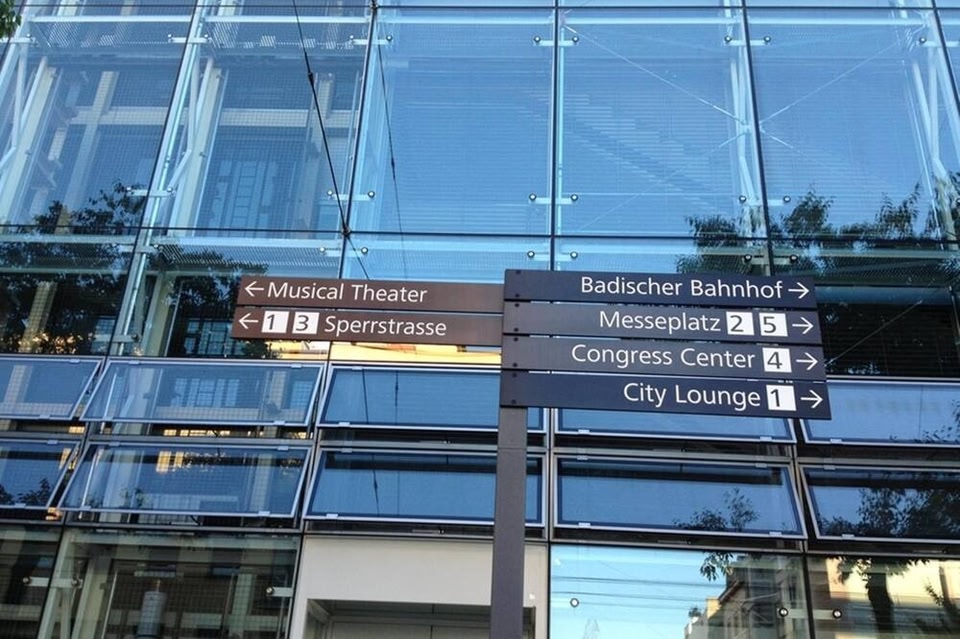 ← Musical Theater
← 1 3 Sperrstrasse
Badischer Bahnhof →
Messeplatz 2 5 →
Congress Center 4 →
City Lounge 1 →